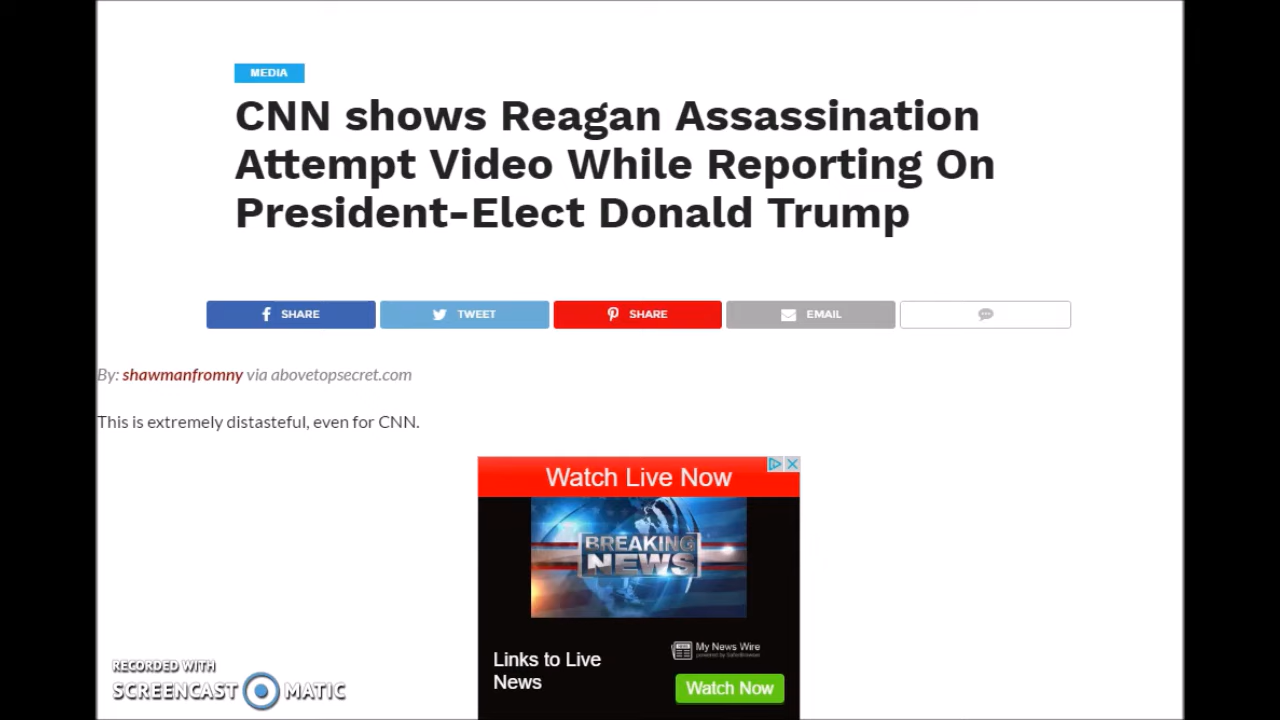 MEDIA
CNN shows Reagan Assassination
Attempt Video While Reporting On
President-Elect Donald Trump
SHARE
TWEET
SHARE
EMAIL
By: shawmanfromny via abovetopsecret.com
This is extremely distasteful, even for CNN.
Watch Live Now
BREAKING
NEWS
My News Wire
Links to Live
News
Watch Now
RECORDED WITH
SCREENCAST MATIC